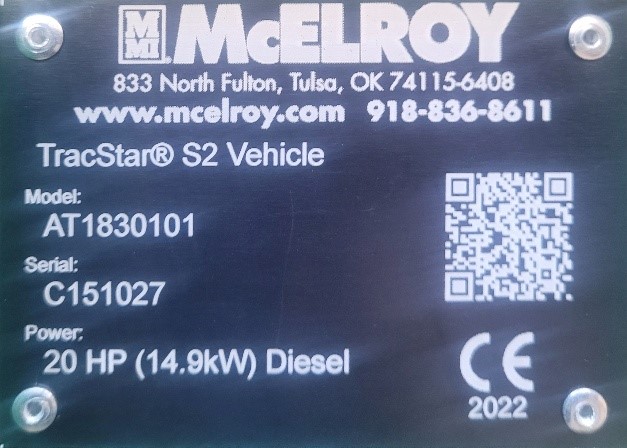 MMI McELROY
833 North Fulton, Tulsa, OK 74115-6408
www.mcelroy.com 918-836-8611
TracStar® S2 Vehicle
Model:
AT1830101
Serial:
C151027
Power:
20 HP (14.9kW) Diesel
CE
2022